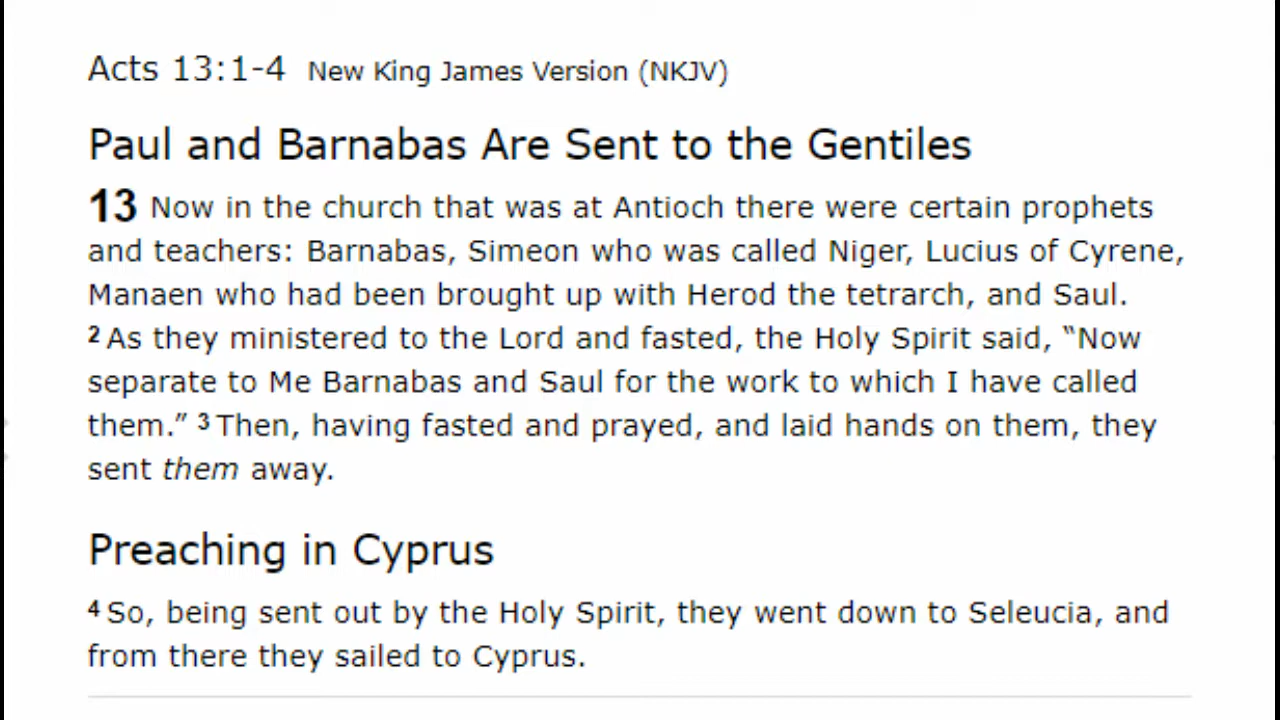 Acts 13:1-4 New King James Version (NKJV)
Paul and Barnabas Are Sent to the Gentiles
13 Now in the church that was at Antioch there were certain prophets
and teachers: Barnabas, Simeon who was called Niger, Lucius of Cyrene,
Manaen who had been brought up with Herod the tetrarch, and Saul.
2 As they ministered to the Lord and fasted, the Holy Spirit said, “Now
separate to Me Barnabas and Saul for the work to which I have called
them.” 3 Then, having fasted and prayed, and laid hands on them, they
sent them away.
Preaching in Cyprus
4 So, being sent out by the Holy Spirit, they went down to Seleucia, and
from there they sailed to Cyprus.